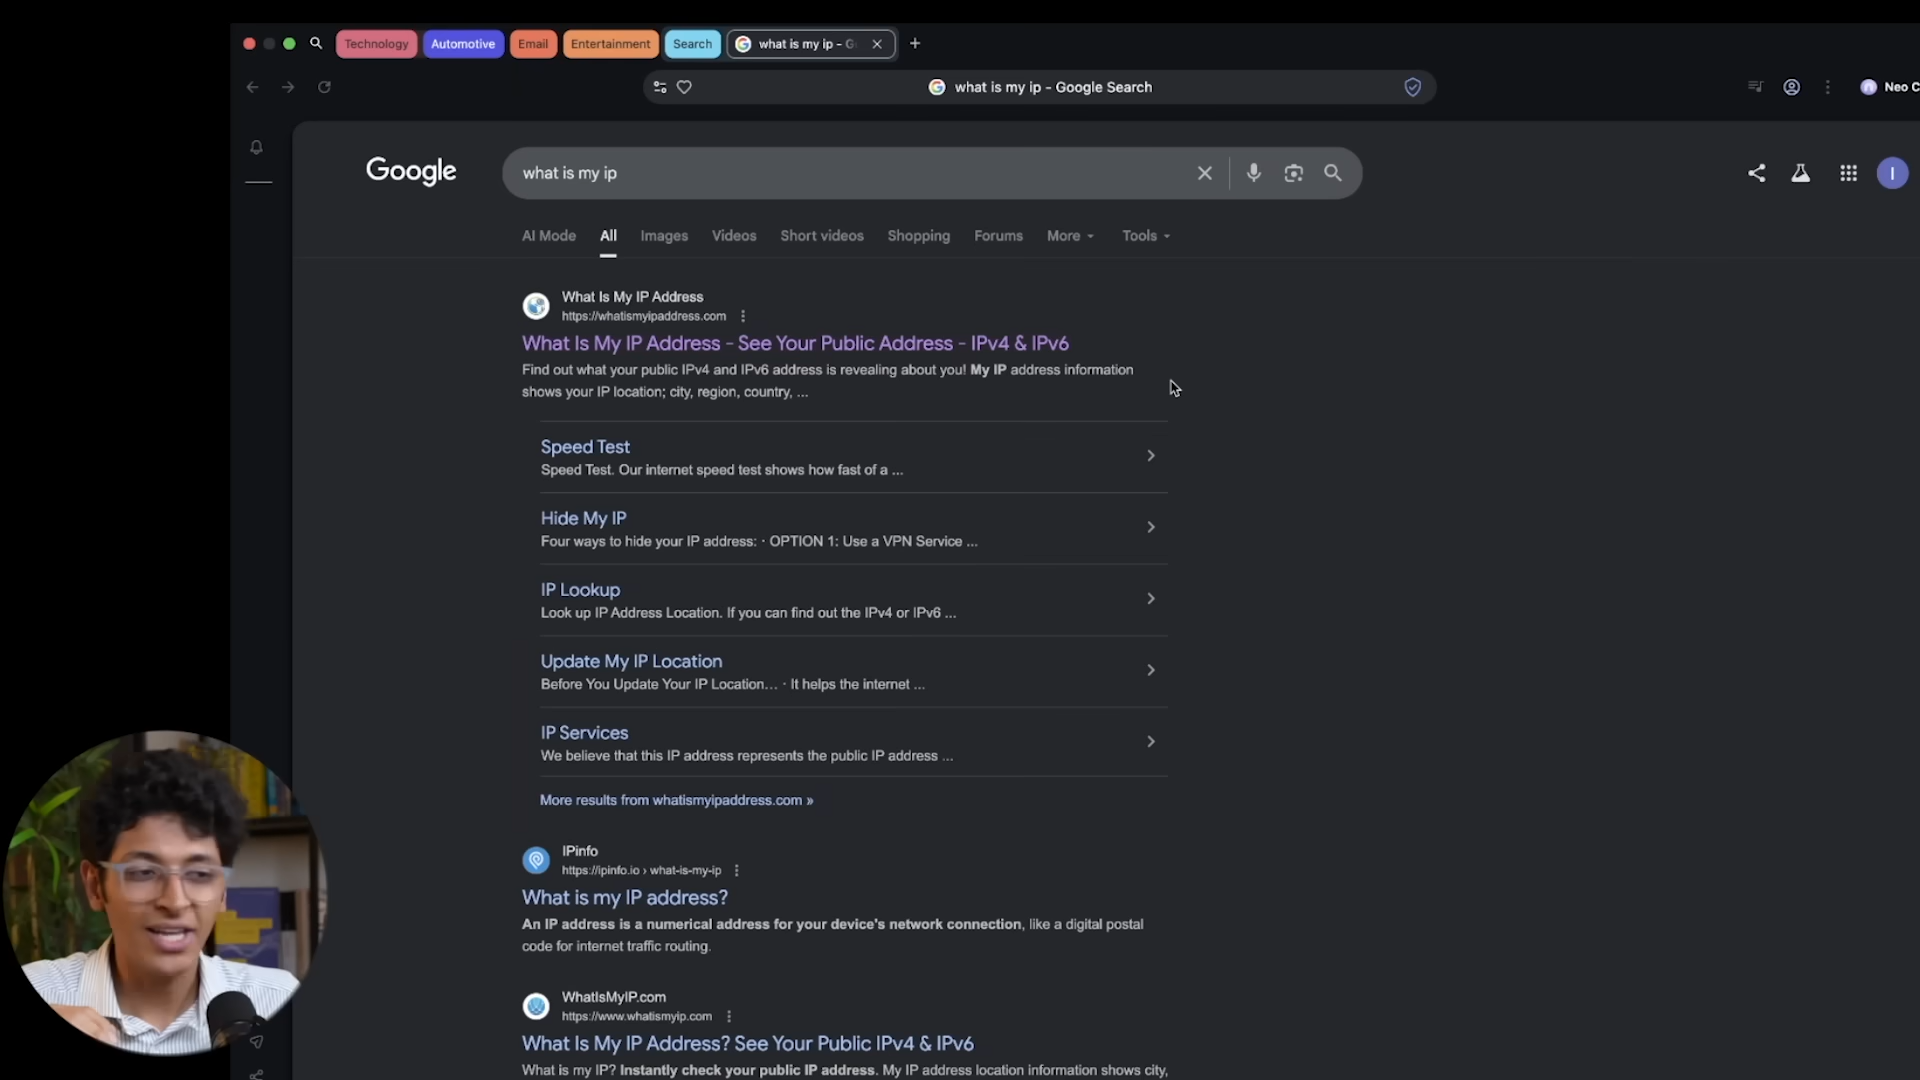 Technology
Automotive
Email
Entertainment
Search
what is my ip - G
what is my ip - Google Search
Neo C
Google
what is my ip
I
AI Mode
All
Images
Videos
Short videos
Shopping
Forums
More
Tools
What Is My IP Address
https://whatismyipaddress.com
What Is My IP Address - See Your Public Address - IPv4 & IPv6
Find out what your public IPv4 and IPv6 address is revealing about you! My IP address information
shows your IP location; city, region, country, ...
Speed Test
Speed Test. Our internet speed test shows how fast of a ...
Hide My IP
Four ways to hide your IP address: · OPTION 1: Use a VPN Service ...
IP Lookup
Look up IP Address Location. If you can find out the IPv4 or IPv6 ...
Update My IP Location
Before You Update Your IP Location... · It helps the internet ...
IP Services
We believe that this IP address represents the public IP address ...
More results from whatismyipaddress.com »
IPinfo
https://ipinfo.io › what-is-my-ip
What is my IP address?
An IP address is a numerical address for your device's network connection, like a digital postal
code for internet traffic routing.
WhatIsMyIP.com
https://www.whatismyip.com
What Is My IP Address? See Your Public IPv4 & IPv6
What is my IP? Instantly check your public IP address. My IP address location information shows city,